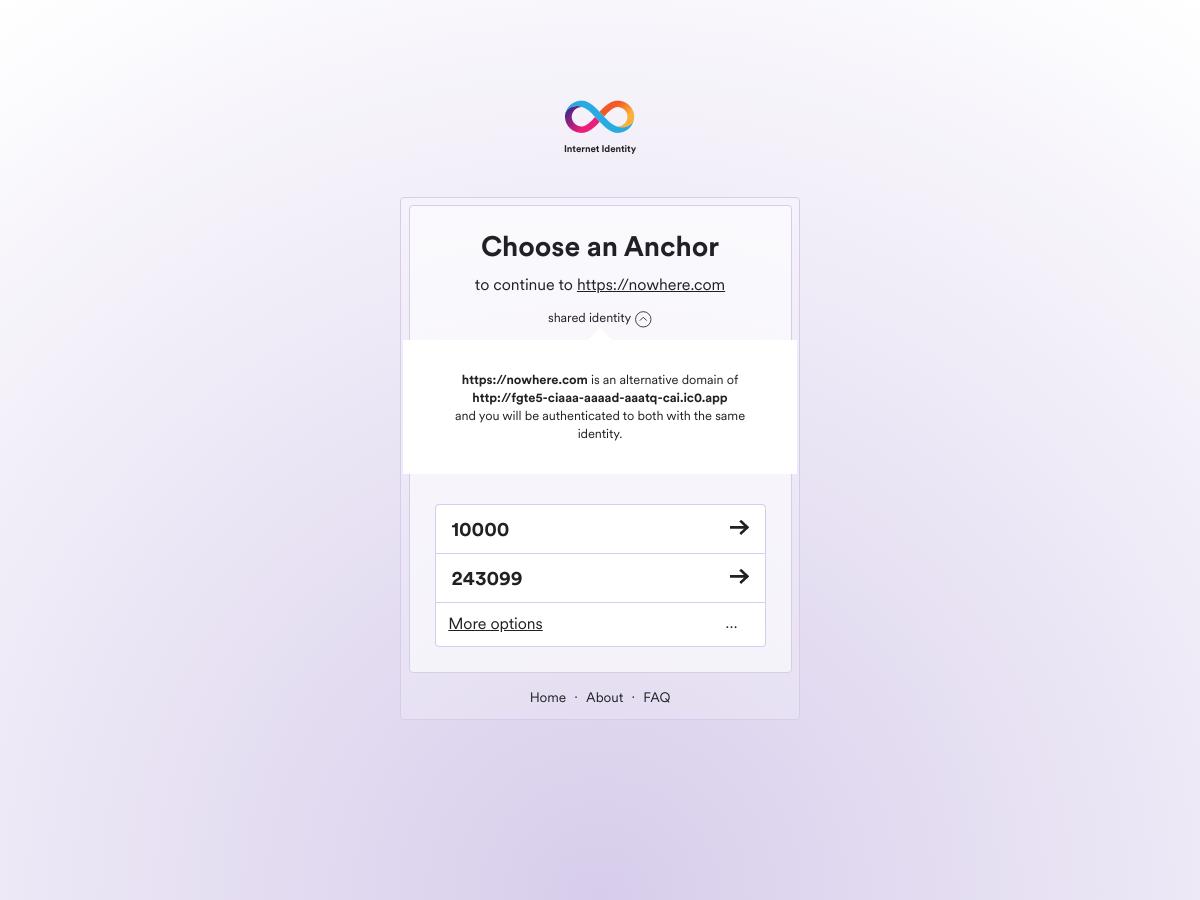 Internet Identity
Choose an Anchor
to continue to https://nowhere.com
shared identity
https://nowhere.com is an alternative domain of
http://fgte5-ciaaa-aaaad-aaatq-cai.ic0.app
and you will be authenticated to both with the same
identity.
10000
243099
More options ...
Home · About · FAQ